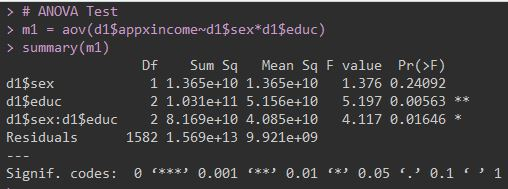 > # ANOVA Test
> m1 = aov(d1$appxincome~d1$sex*d1$educ)
> summary(m1)
Df Sum Sq Mean Sq F value Pr(>F)
d1$sex 1 1.365e+10 1.365e+10 1.376 0.24092
d1$educ 2 1.031e+11 5.156e+10 5.197 0.00563 **
d1$sex:d1$educ 2 8.169e+10 4.085e+10 4.117 0.01646 *
Residuals 1582 1.569e+13 9.921e+09
---
Signif. codes: 0 ‘***’ 0.001 ‘**’ 0.01 ‘*’ 0.05 ‘.’ 0.1 ‘ ’ 1